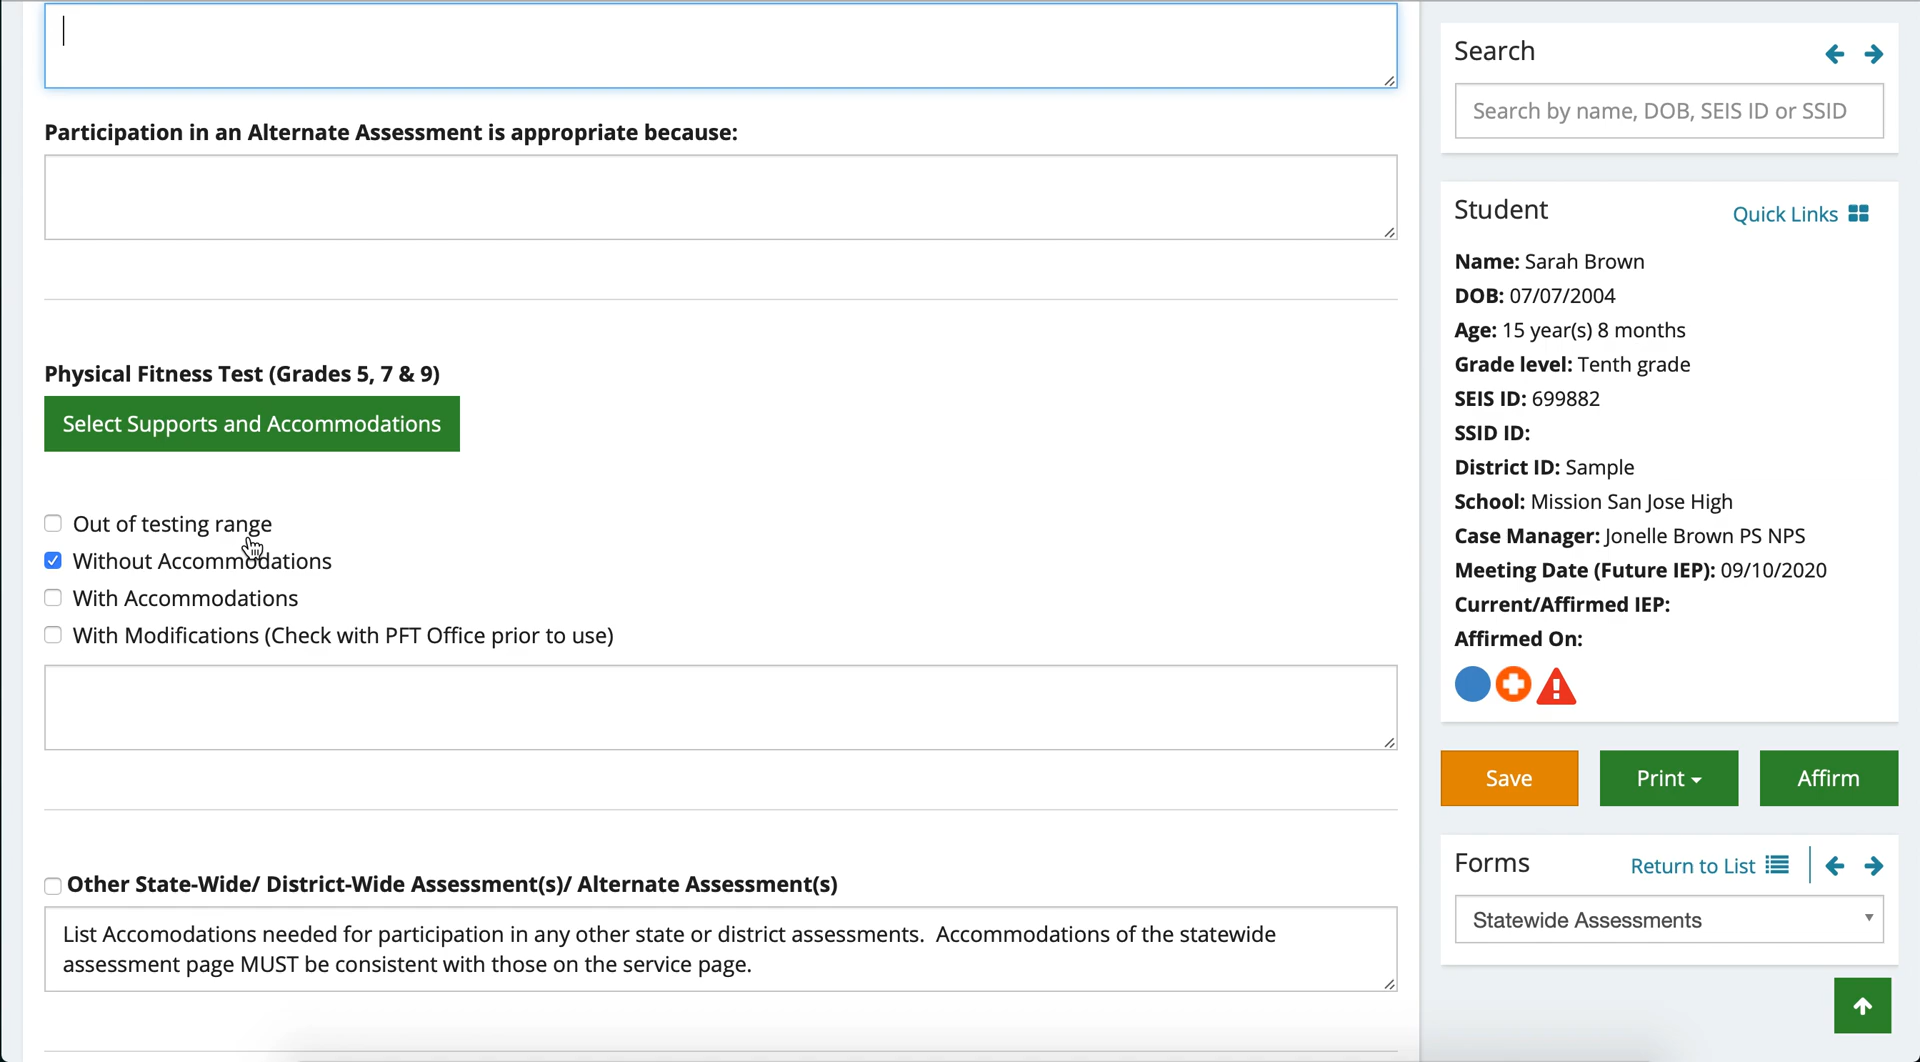 Participation in an Alternate Assessment is appropriate because:
Physical Fitness Test (Grades 5, 7 & 9)
Select Supports and Accommodations
Out of testing range
Without Accommodations
With Accommodations
With Modifications (Check with PFT Office prior to use)
Other State-Wide/ District-Wide Assessment(s)/ Alternate Assessment(s)
List Accomodations needed for participation in any other state or district assessments.  Accommodations of the statewide
assessment page MUST be consistent with those on the service page.
Search
Search by name, DOB, SEIS ID or SSID
Student
Quick Links
Name: Sarah Brown
DOB: 07/07/2004
Age: 15 year(s) 8 months
Grade level: Tenth grade
SEIS ID: 699882
SSID ID:
District ID: Sample
School: Mission San Jose High
Case Manager: Jonelle Brown PS NPS
Meeting Date (Future IEP): 09/10/2020
Current/Affirmed IEP:
Affirmed On:
Save
Print
Affirm
Forms
Return to List
Statewide Assessments